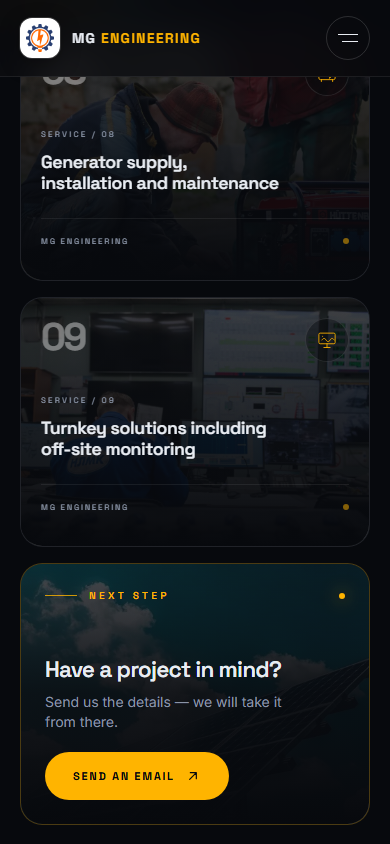 MG ENGINEERING
SERVICE / 08
Generator supply,
installation and maintenance
MG ENGINEERING
09
SERVICE / 09
Turnkey solutions including
off-site monitoring
MG ENGINEERING
NEXT STEP
Have a project in mind?
Send us the details — we will take it
from there.
SEND AN EMAIL